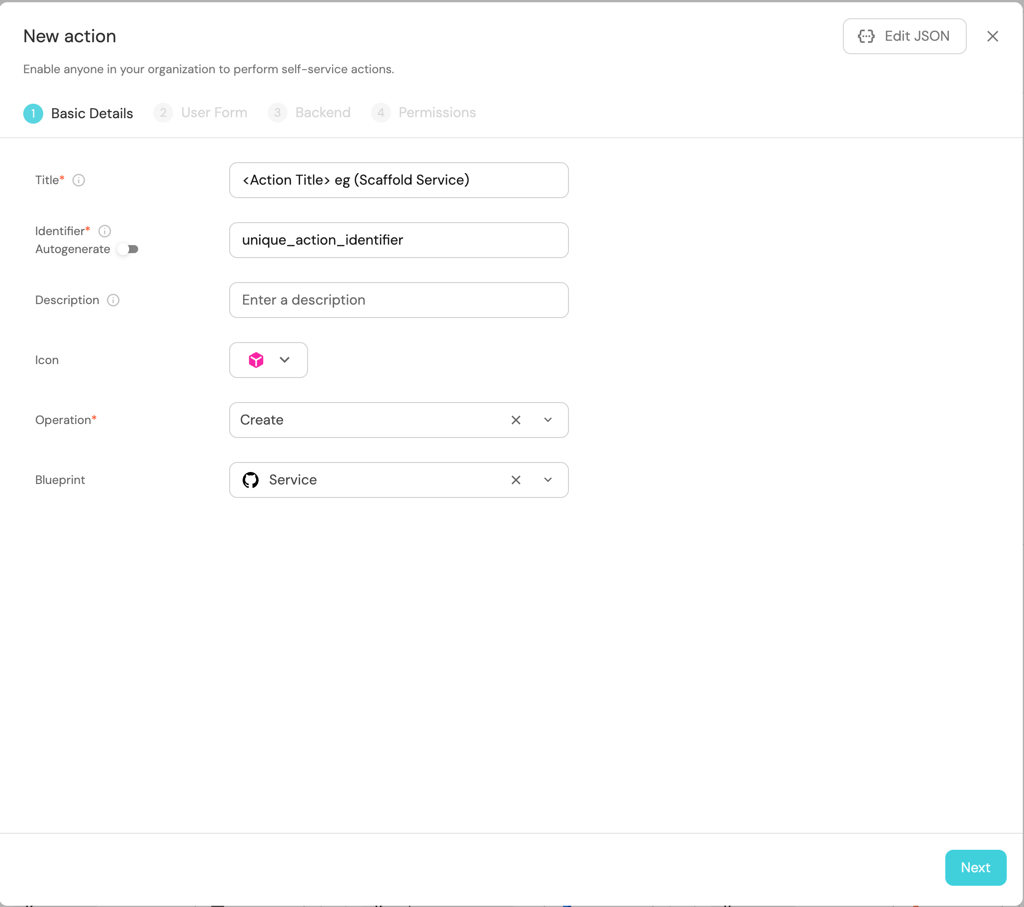 New action
Edit JSON
Enable anyone in your organization to perform self-service actions.
1 Basic Details 2 User Form 3 Backend 4 Permissions
Title* <Action Title> eg (Scaffold Service)
Identifier*
Autogenerate
unique_action_identifier
Description Enter a description
Icon
Operation* Create
Blueprint Service
Next